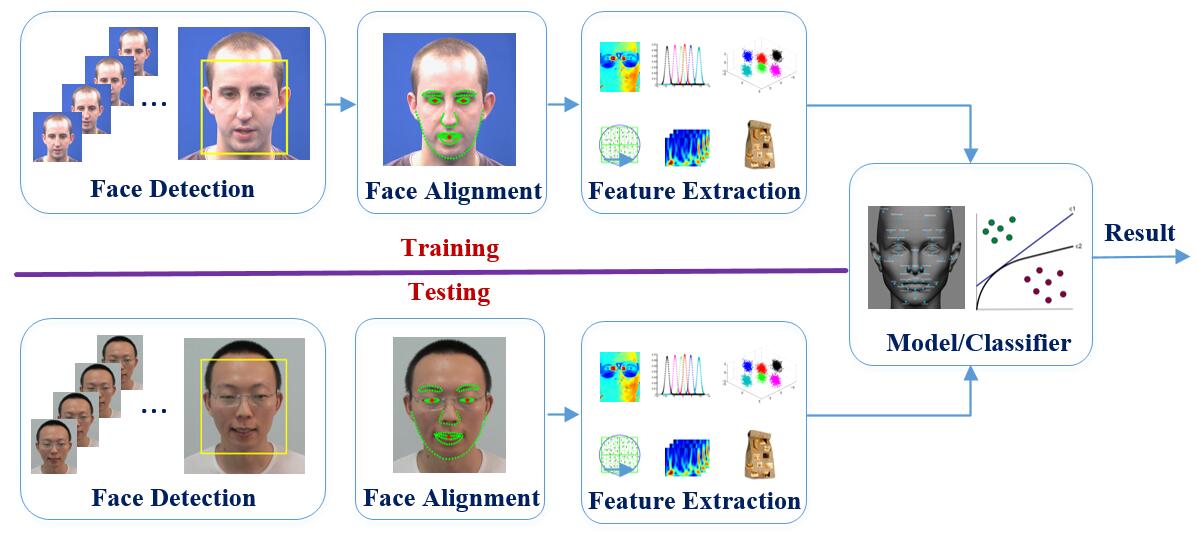 Face Detection
Face Alignment
Feature Extraction
Training
Testing
c1
c2
Result
Model/Classifier
Face Detection
Face Alignment
Feature Extraction